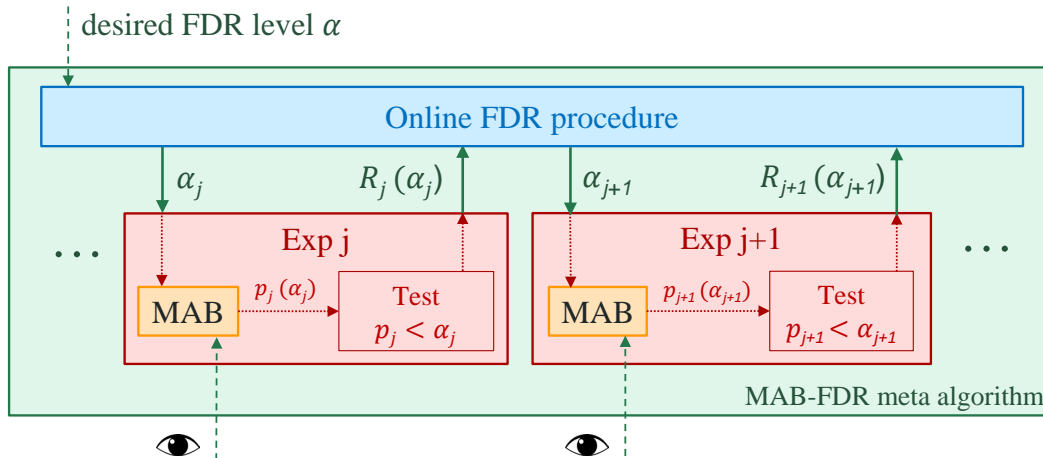 desired FDR level α
Online FDR procedure
α_j
R_j (α_j)
α_{j+1}
R_{j+1} (α_{j+1})
...
Exp j
Exp j+1
...
MAB
p_j (α_j)
Test
p_j < α_j
MAB
p_{j+1} (α_{j+1})
Test
p_{j+1} < α_{j+1}
MAB-FDR meta algorithm